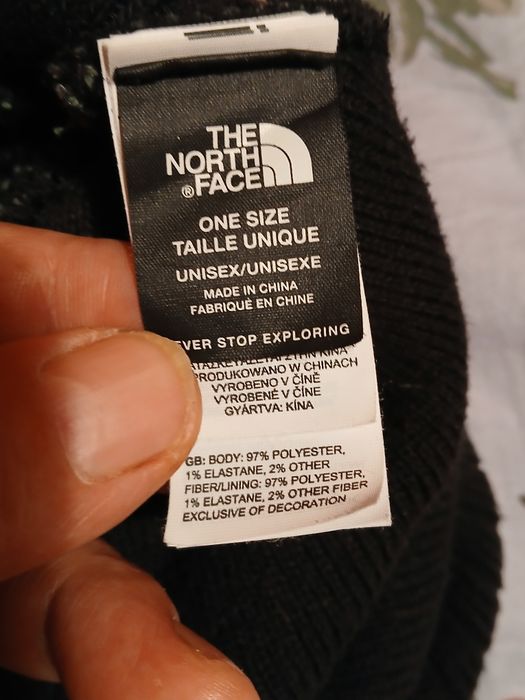 THE
NORTH
FACE
®
ONE SIZE
TAILLE UNIQUE
UNISEX/UNISEXE
MADE IN CHINA
FABRIQUÉ EN CHINE
EVER STOP EXPLORING
PRODUKOWANO W CHINACH
VYROBENO V ČÍNĚ
VYROBENÉ V ČÍNE
GYÁRTVA: KÍNA
GB: BODY: 97% POLYESTER,
1% ELASTANE, 2% OTHER
FIBER/LINING: 97% POLYESTER,
1% ELASTANE, 2% OTHER FIBER
EXCLUSIVE OF DECORATION